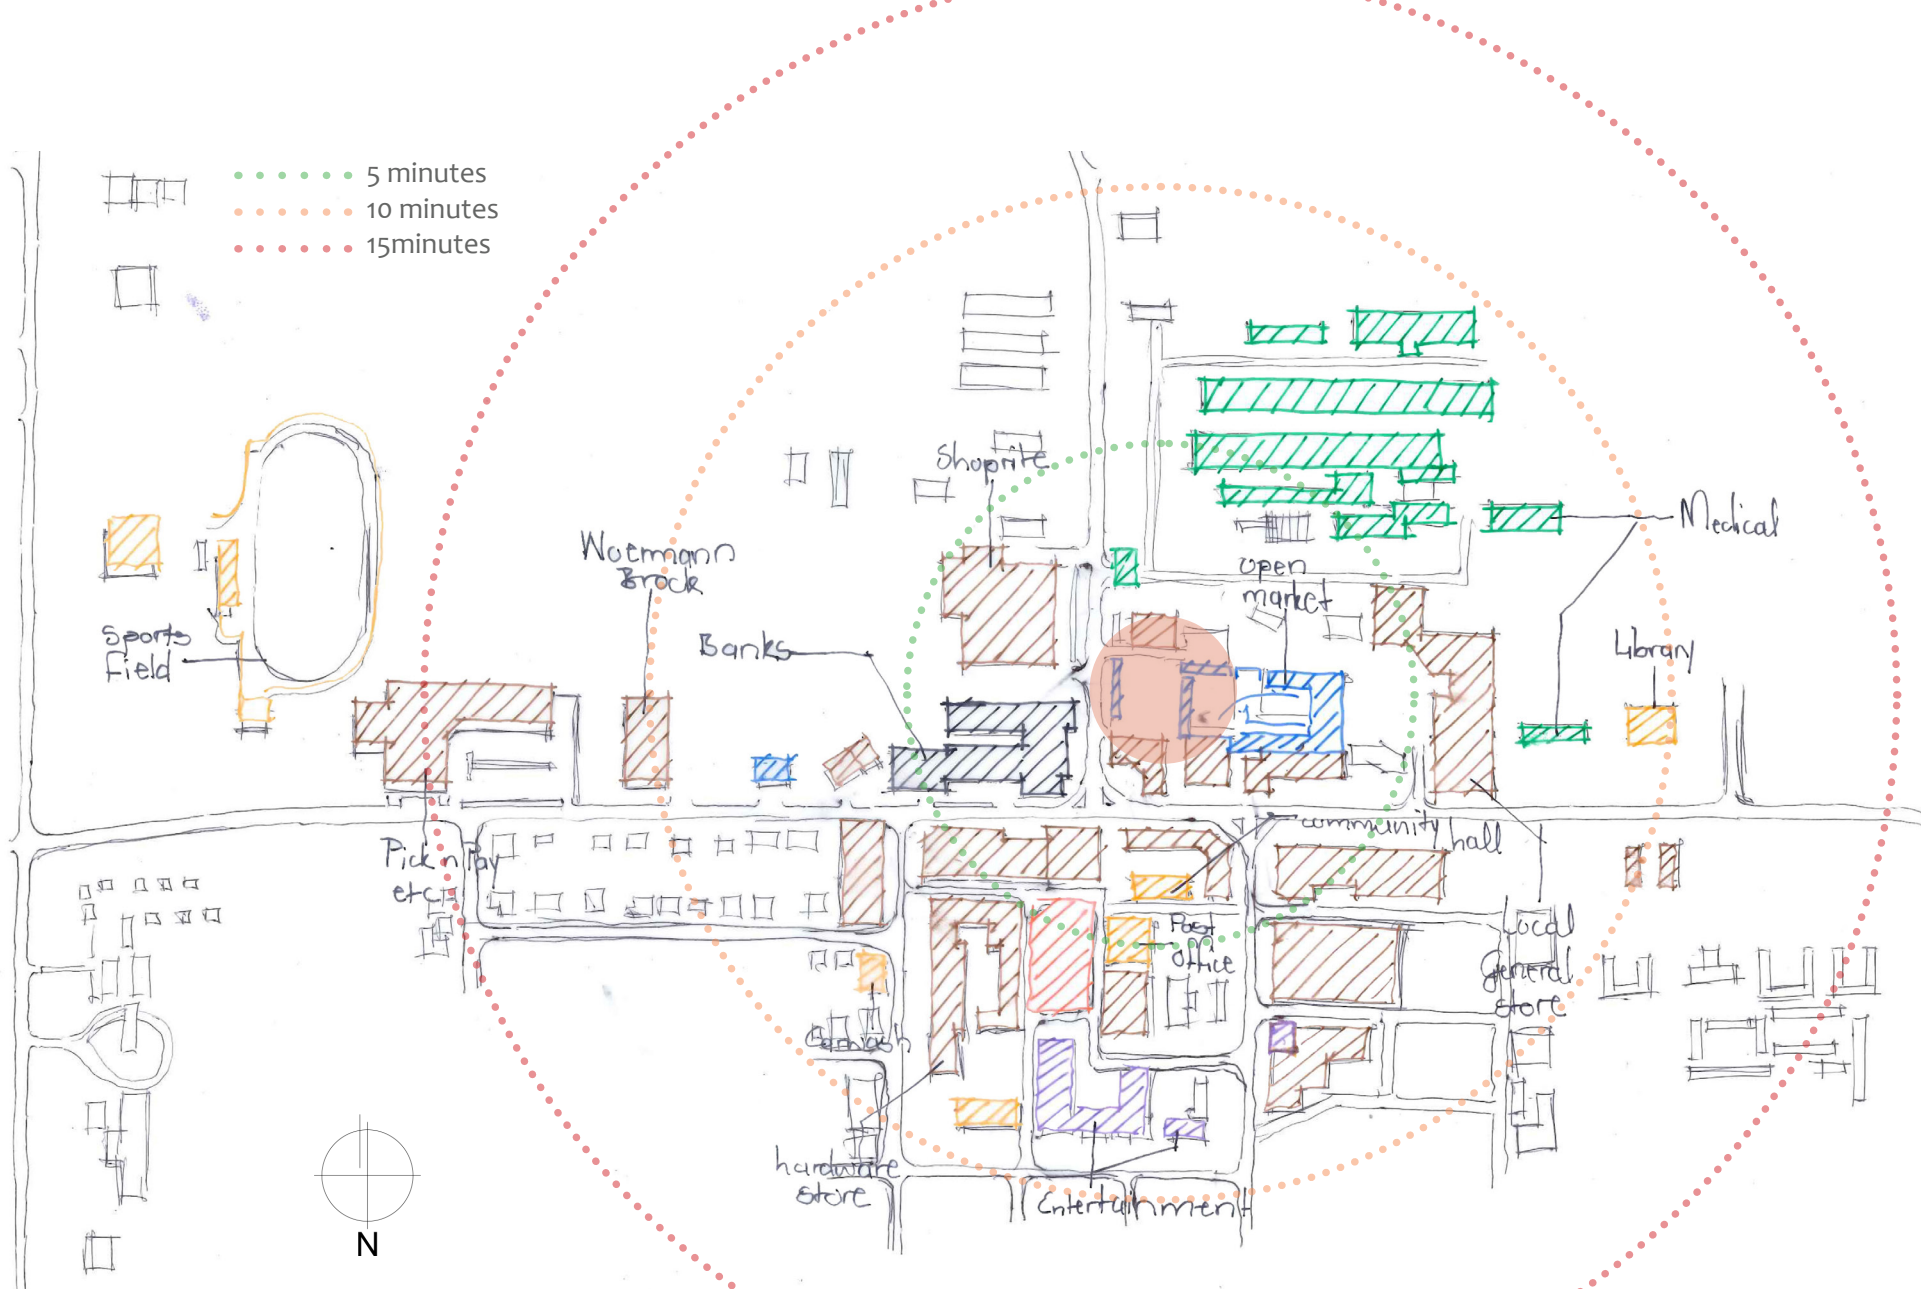 5 minutes
10 minutes
15minutes
Shoprite
Woermann
Brock
Medical
open
market
Sports
Field
Banks
Library
community hall
Pick n Pay
etc
Post
office
Local
general
store
Carwash
hardware
store
Entertainment
N